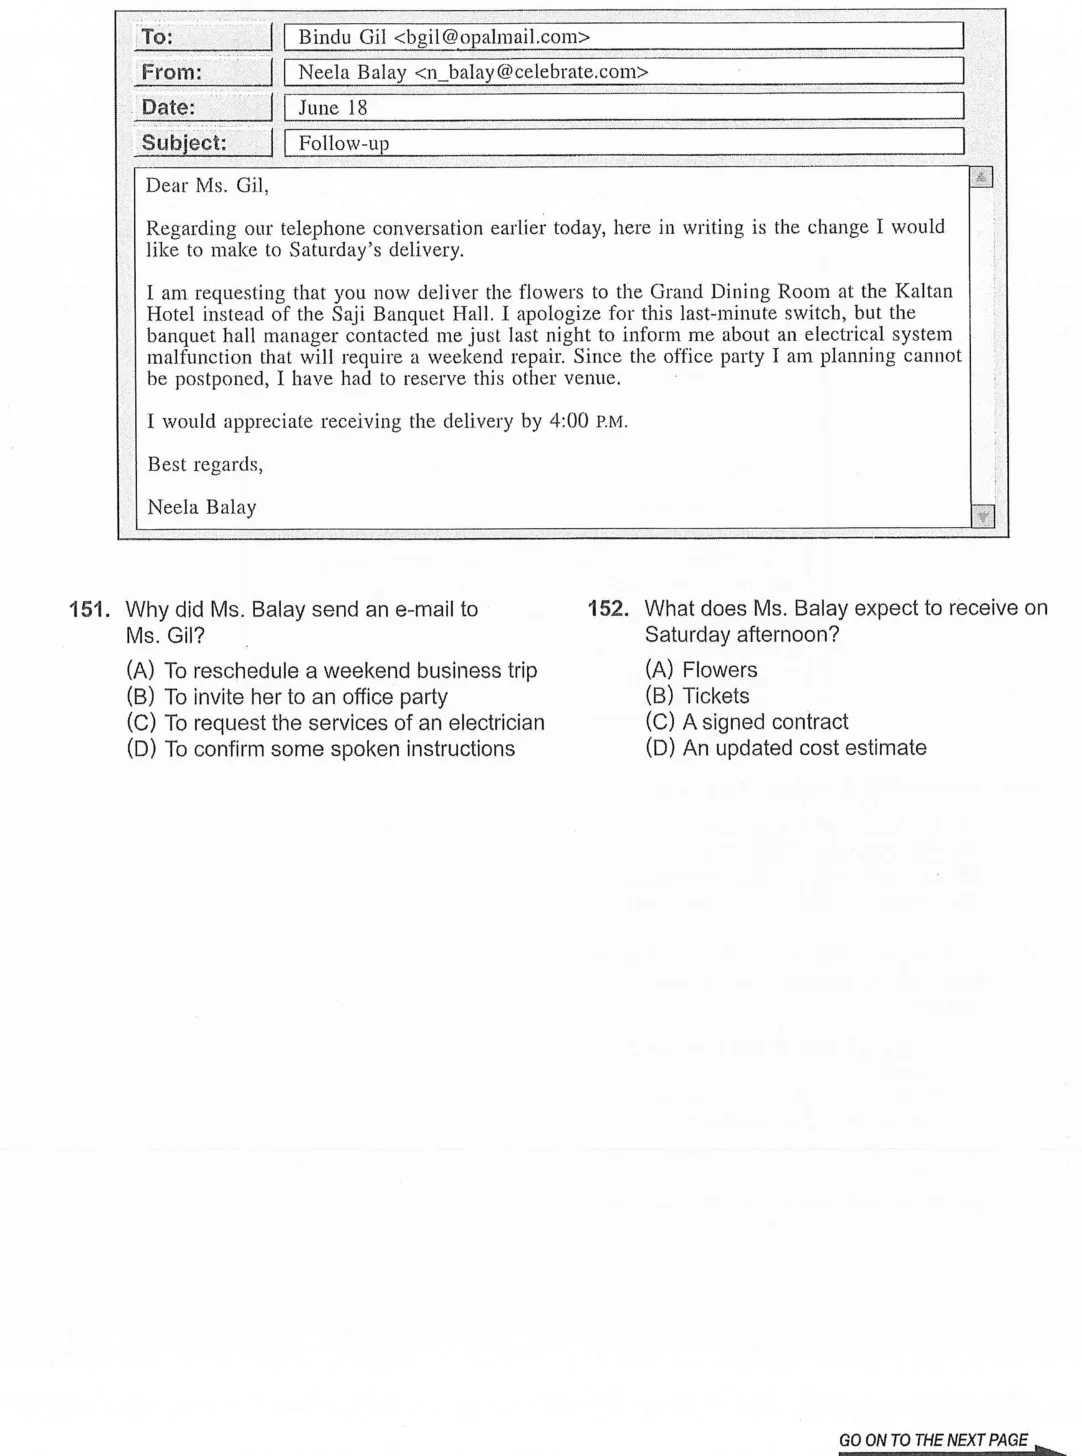 To: Bindu Gil <bgil@opalmail.com>
From: Neela Balay <n_balay@celebrate.com>
Date: June 18
Subject: Follow-up
Dear Ms. Gil,
Regarding our telephone conversation earlier today, here in writing is the change I would
like to make to Saturday's delivery.
I am requesting that you now deliver the flowers to the Grand Dining Room at the Kaltan
Hotel instead of the Saji Banquet Hall. I apologize for this last-minute switch, but the
banquet hall manager contacted me just last night to inform me about an electrical system
malfunction that will require a weekend repair. Since the office party I am planning cannot
be postponed, I have had to reserve this other venue.
I would appreciate receiving the delivery by 4:00 P.M.
Best regards,
Neela Balay
151. Why did Ms. Balay send an e-mail to
Ms. Gil?
(A) To reschedule a weekend business trip
(B) To invite her to an office party
(C) To request the services of an electrician
(D) To confirm some spoken instructions
152. What does Ms. Balay expect to receive on
Saturday afternoon?
(A) Flowers
(B) Tickets
(C) A signed contract
(D) An updated cost estimate
GO ON TO THE NEXT PAGE